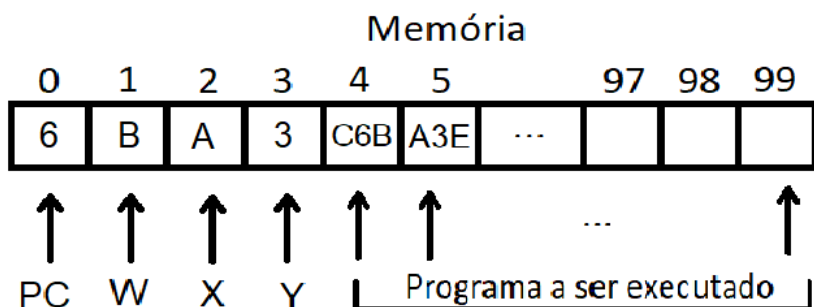 Memória
0 1 2 3 4 5 97 98 99
6 B A 3 C6B A3E ...
...
PC W X Y Programa a ser executado